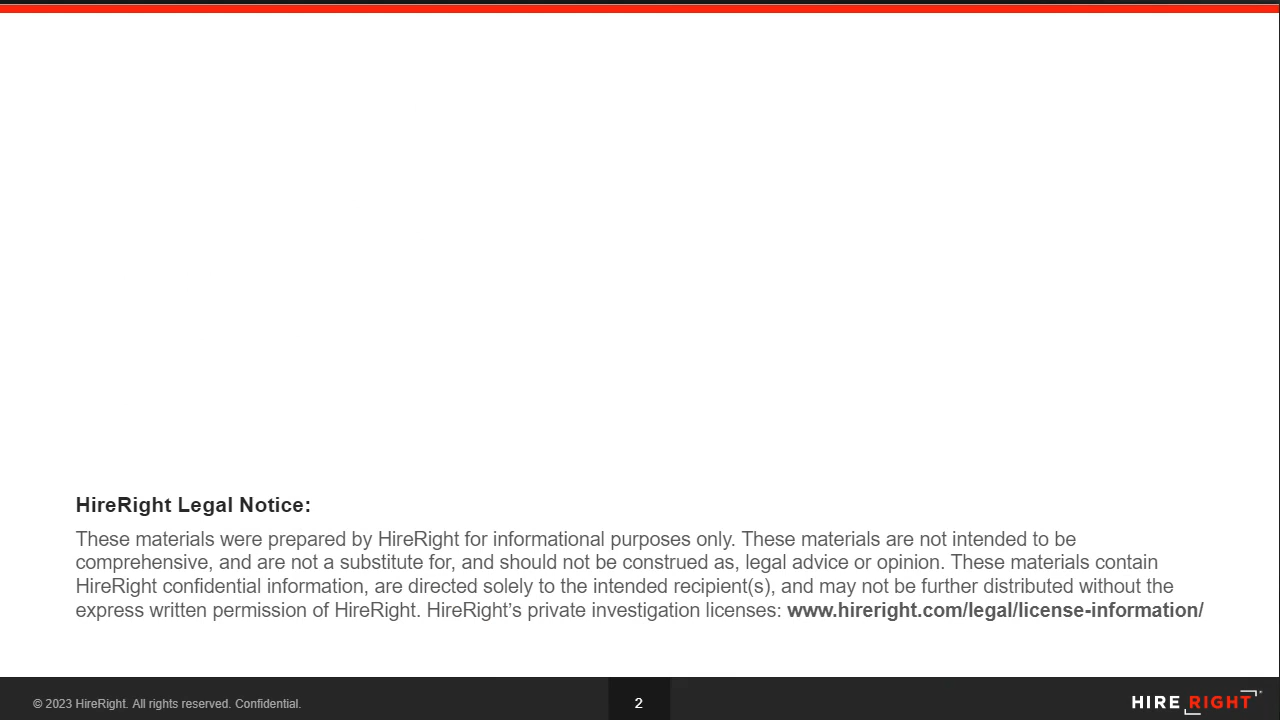 HireRight Legal Notice:
These materials were prepared by HireRight for informational purposes only. These materials are not intended to be
comprehensive, and are not a substitute for, and should not be construed as, legal advice or opinion. These materials contain
HireRight confidential information, are directed solely to the intended recipient(s), and may not be further distributed without the
express written permission of HireRight. HireRight’s private investigation licenses: www.hireright.com/legal/license-information/
© 2023 HireRight. All rights reserved. Confidential.
2
HIRE RIGHT